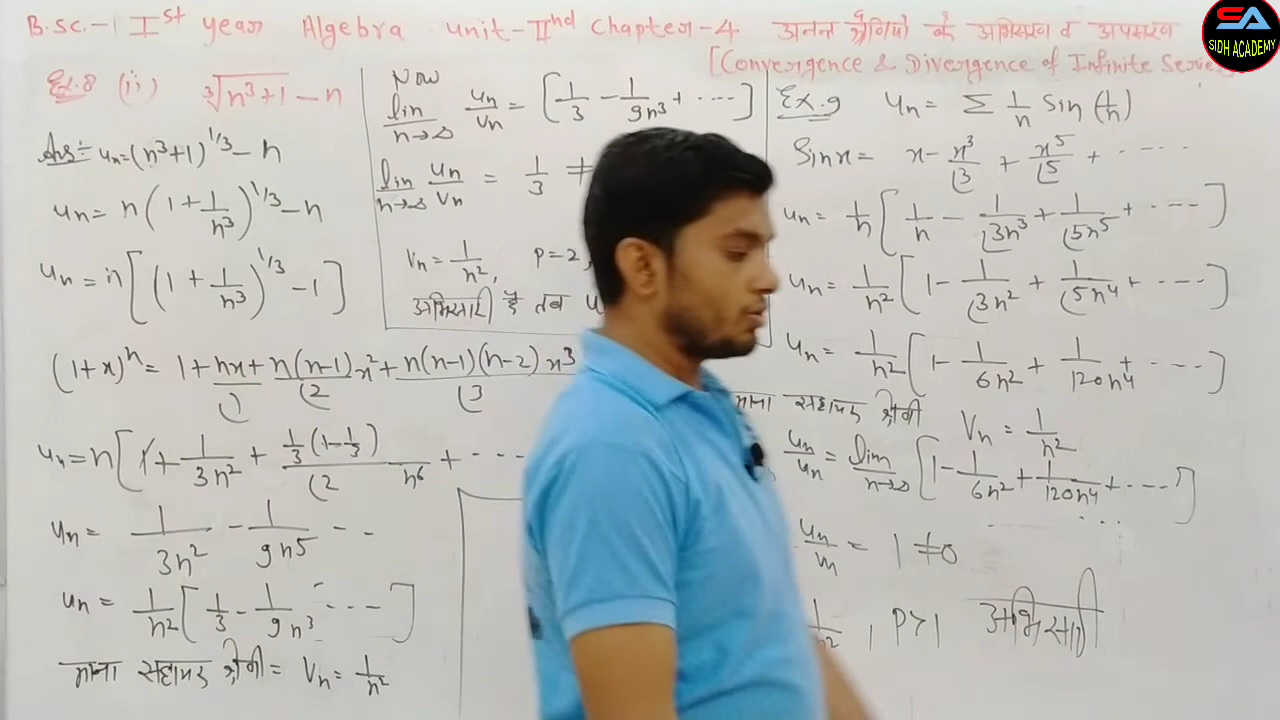 B.Sc.-I Ist year Algebra unit-IInd Chapter-4 अनन्त श्रेणियों के अभिसरण व अपसरण
[Convergence & Divergence of Infinite Series
SA
SIDH ACADEMY
Ex.8 (ii) ∛(n³+1) - n
Ans:- un = (n³+1)^1/3 - n
un = n(1+1/n³)^1/3 - n
un = n[(1+1/n³)^1/3 - 1]
(1+x)^n = 1+nx/⌊1+n(n-1)x²/⌊2+n(n-1)(n-2)x³/⌊3
un = n[1+1/3n²+1/3(1-1/3)/⌊2 n⁶+ ----
un = 1/3n² - 1/9n⁵ - --
un = 1/n²[1/3 - 1/9n³ ----]
माना सहायक श्रेणी = Vn = 1/n²
Now
lim n→∞ un/vn = [1/3 - 1/9n³ + ----]
lim n→∞ un/vn = 1/3 ≠
Vn = 1/n², P=2,
अभिसारी है तब u
Ex.9 un = Σ 1/n Sin(1/n)
Sinx = x - x³/⌊3 + x⁵/⌊5 + ----
un = 1/n[1/n - 1/⌊3n³ + 1/⌊5n⁵ + ----]
un = 1/n²[1 - 1/⌊3n² + 1/⌊5n⁴ + ----]
un = 1/n²[1 - 1/6n² + 1/120n⁴ + ----]
माना सहायक श्रेणी Vn = 1/n²
un/un = lim n→∞ [1 - 1/6n² + 1/120n⁴ + ----]
un/vn = 1 ≠ 0
1/n², P>1 अभिसारी